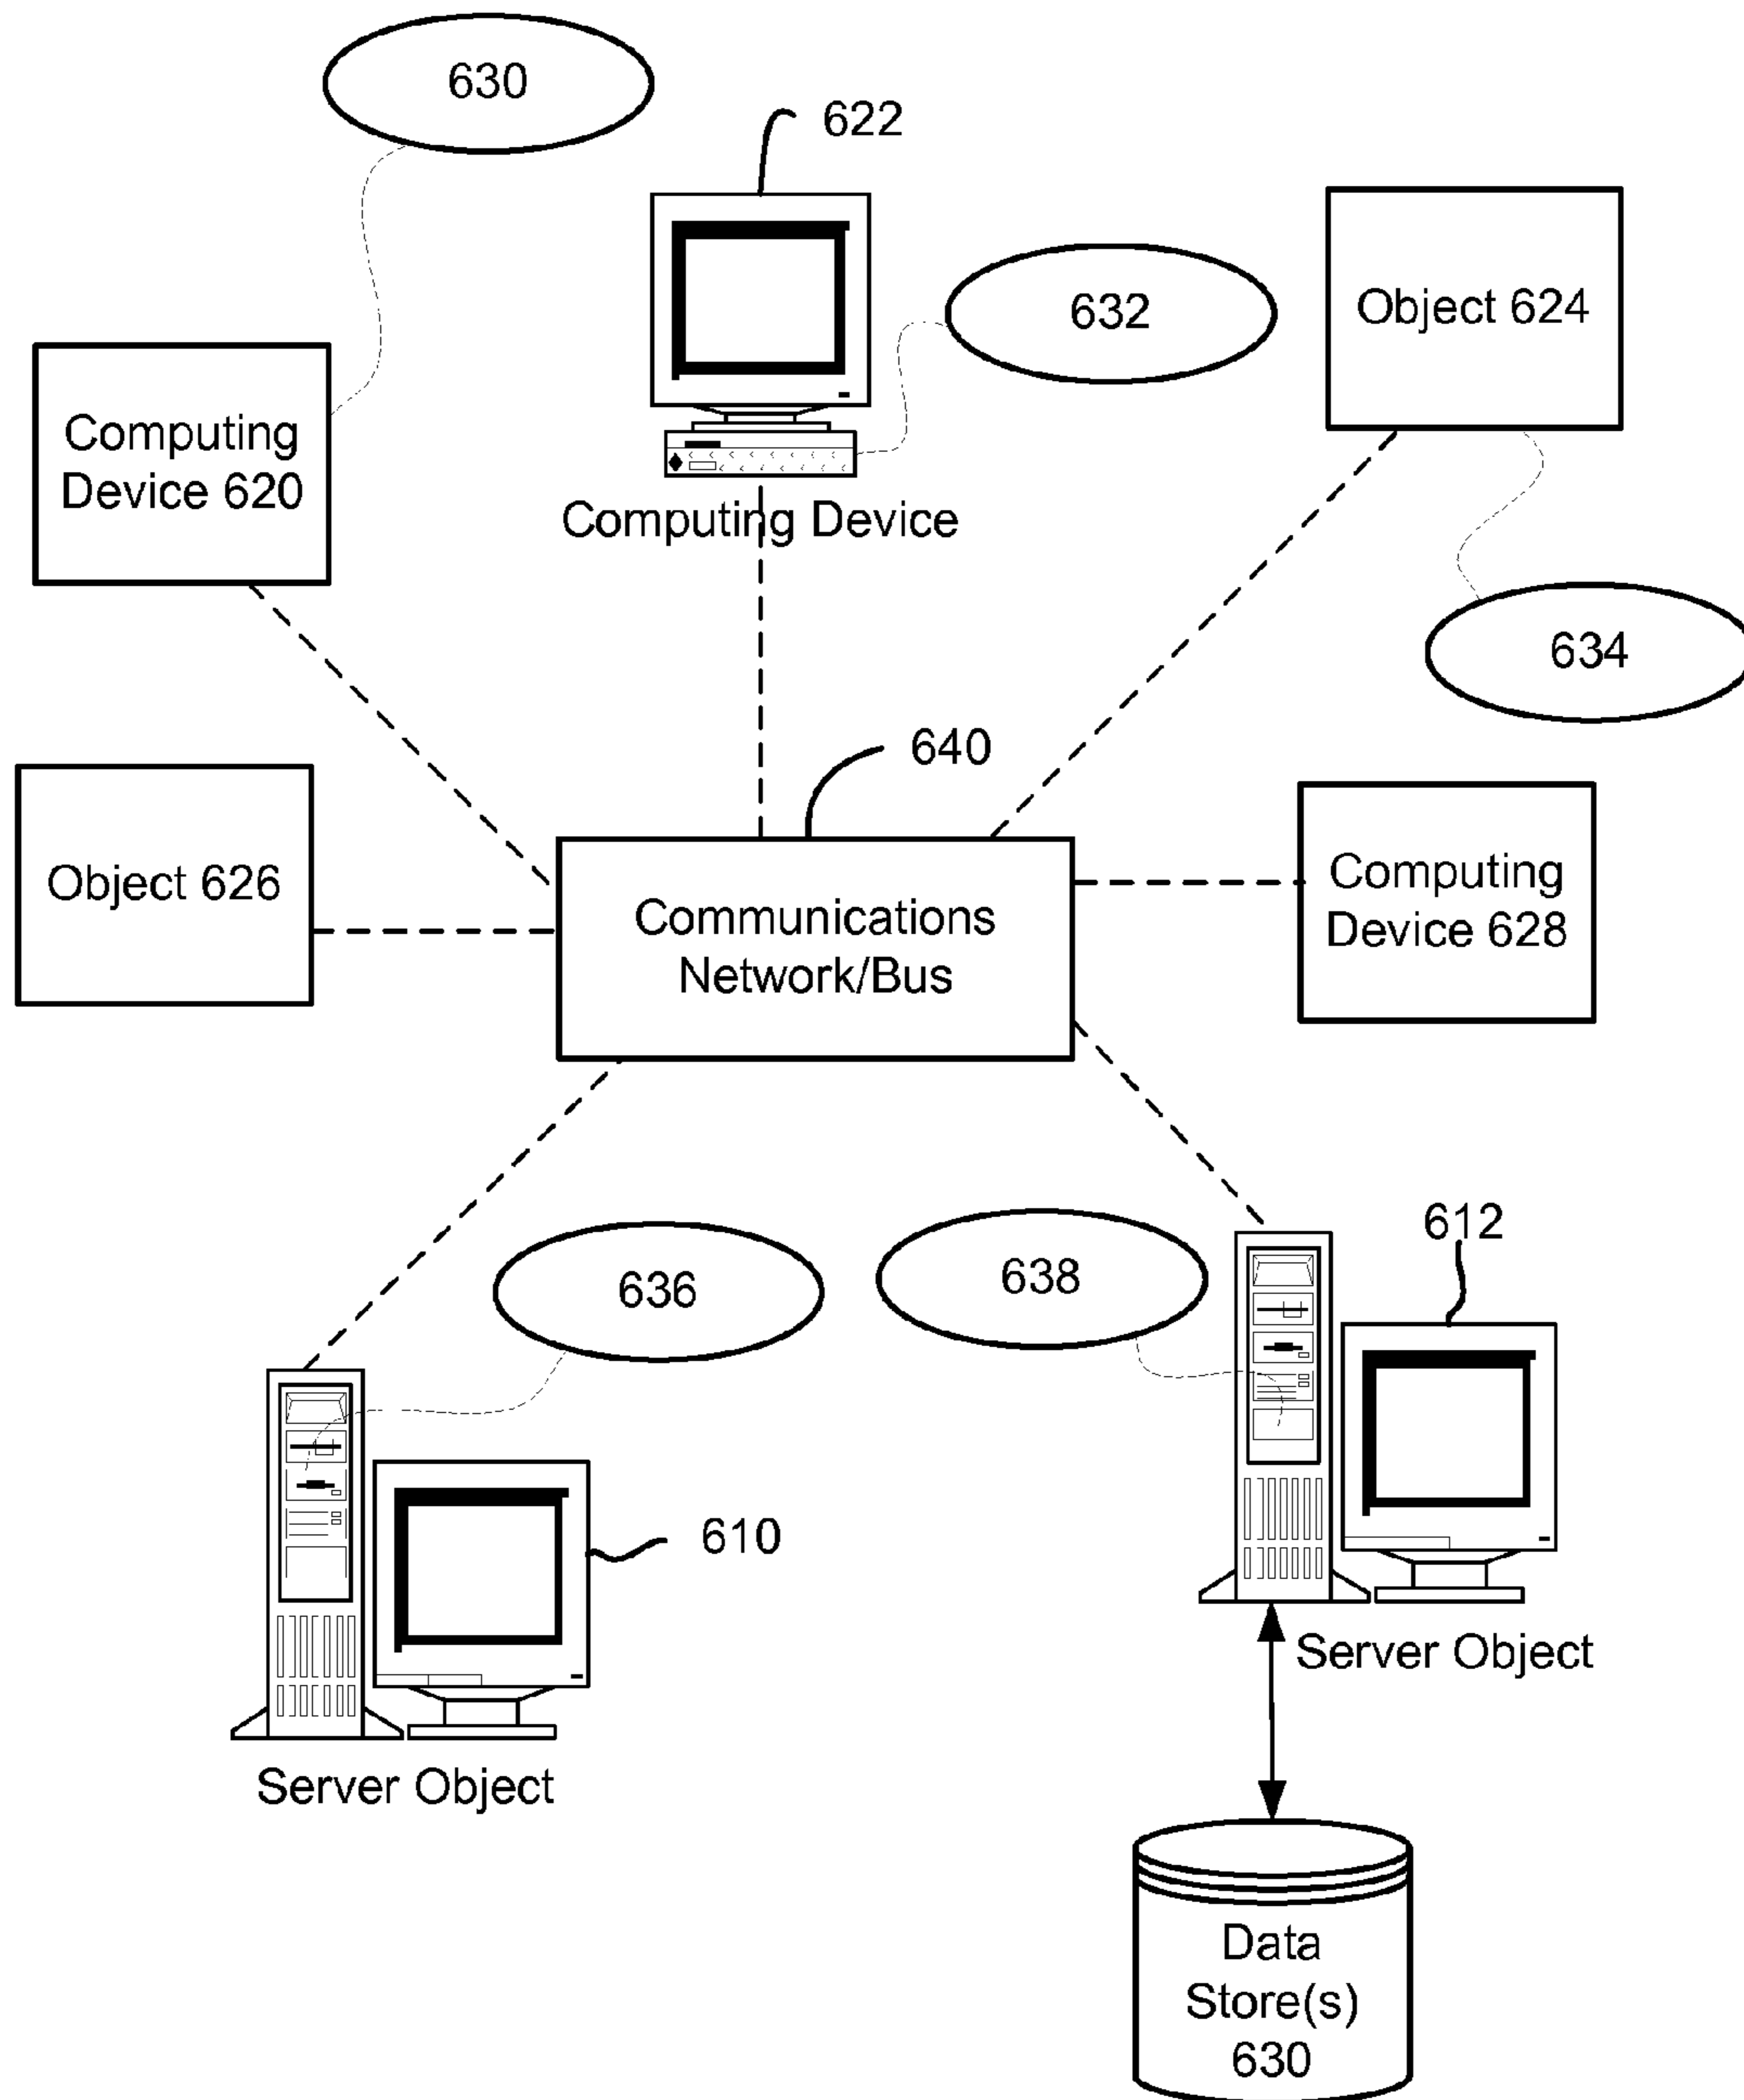 630
622
632
Object 624
Computing
Device 620
Computing Device
634
640
Object 626
Communications
Network/Bus
Computing
Device 628
636
638
612
610
Server Object
Server Object
Data
Store(s)
630